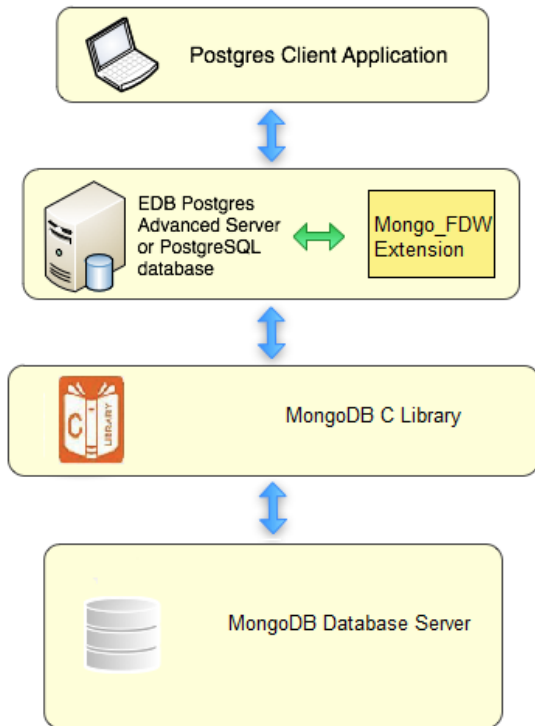 Postgres Client Application
EDB Postgres
Advanced Server
or PostgreSQL
database
Mongo_FDW
Extension
C
LIBRARY
MongoDB C Library
MongoDB Database Server